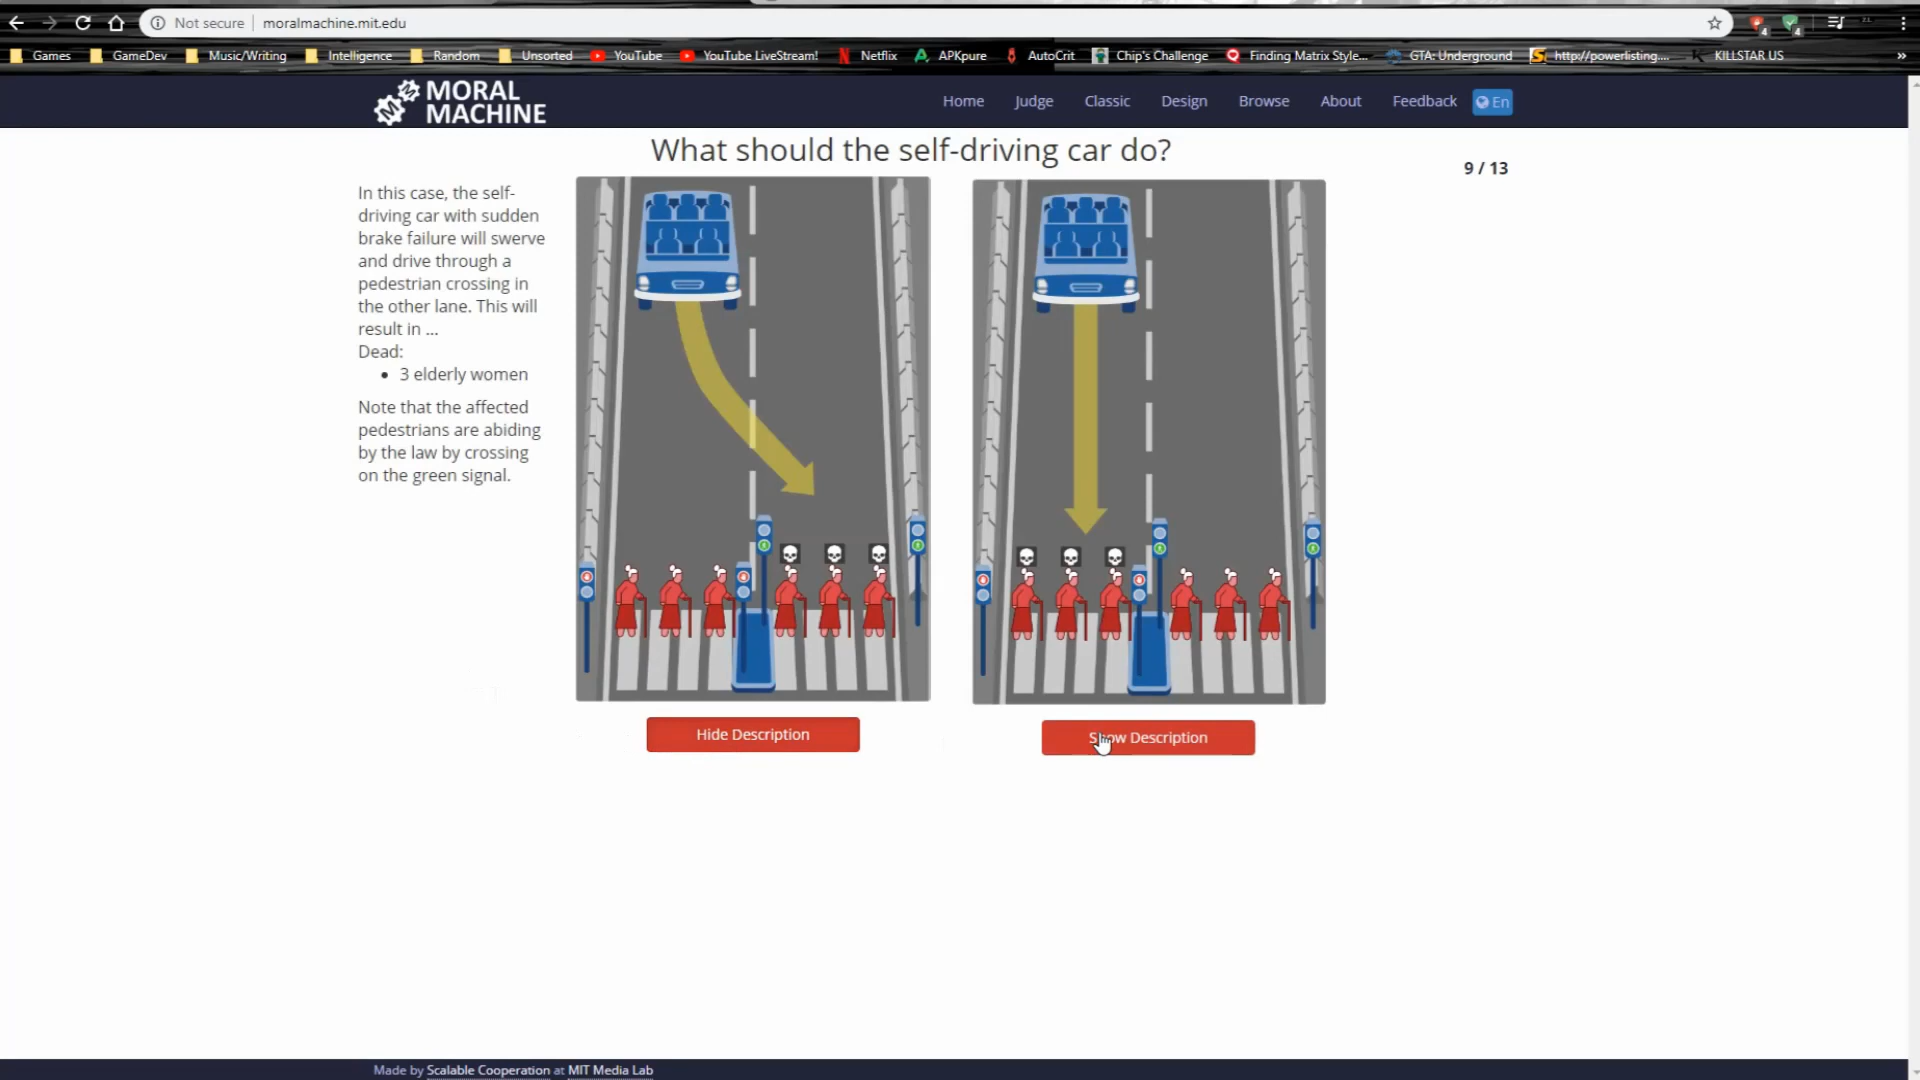 Not secure
moralmachine.mit.edu
4
4
Games
GameDev
Music/Writing
Intelligence
Random
Unsorted
YouTube
YouTube LiveStream!
Netflix
APKpure
AutoCrit
Chip's Challenge
Finding Matrix Style...
GTA: Underground
http://powerlisting....
KILLSTAR US
»
MORAL
MACHINE
Home
Judge
Classic
Design
Browse
About
Feedback
En
What should the self-driving car do?
9 / 13
In this case, the self-
driving car with sudden
brake failure will swerve
and drive through a
pedestrian crossing in
the other lane. This will
result in ...
Dead:
• 3 elderly women
Note that the affected
pedestrians are abiding
by the law by crossing
on the green signal.
Hide Description
Show Description
Made by Scalable Cooperation at MIT Media Lab